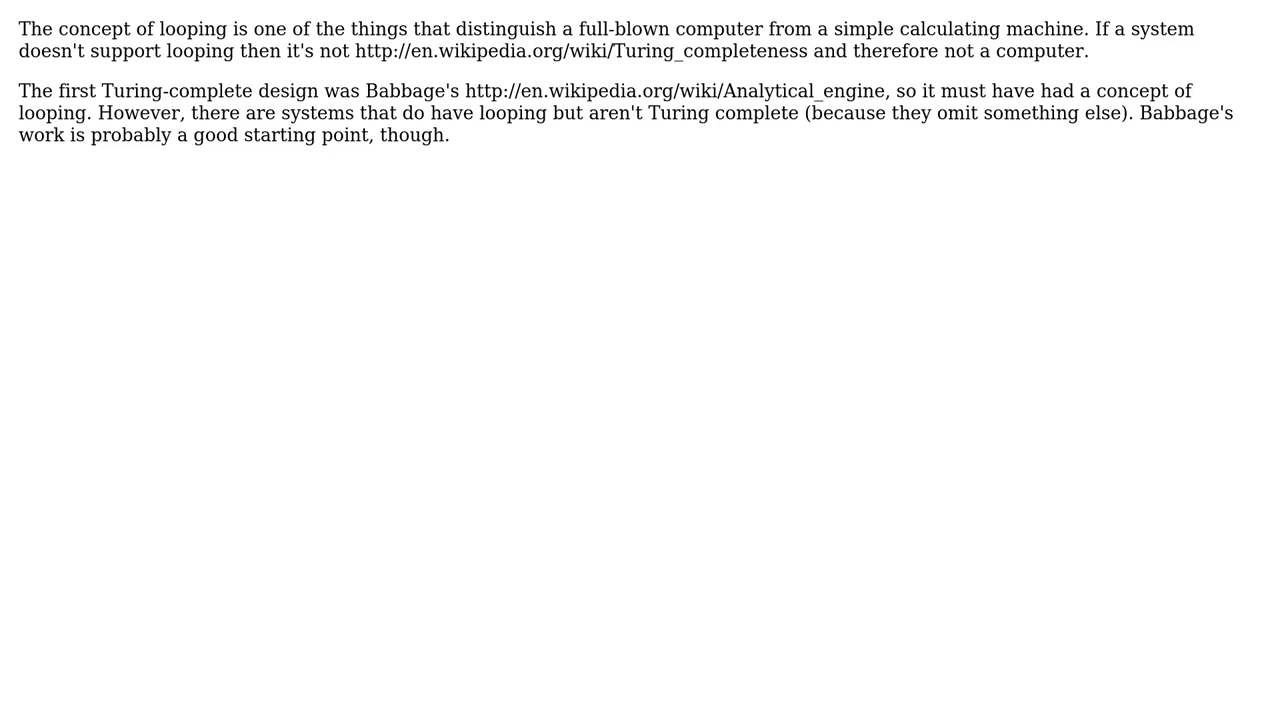 The concept of looping is one of the things that distinguish a full-blown computer from a simple calculating machine. If a system
doesn't support looping then it's not http://en.wikipedia.org/wiki/Turing_completeness and therefore not a computer.
The first Turing-complete design was Babbage's http://en.wikipedia.org/wiki/Analytical_engine, so it must have had a concept of
looping. However, there are systems that do have looping but aren't Turing complete (because they omit something else). Babbage's
work is probably a good starting point, though.